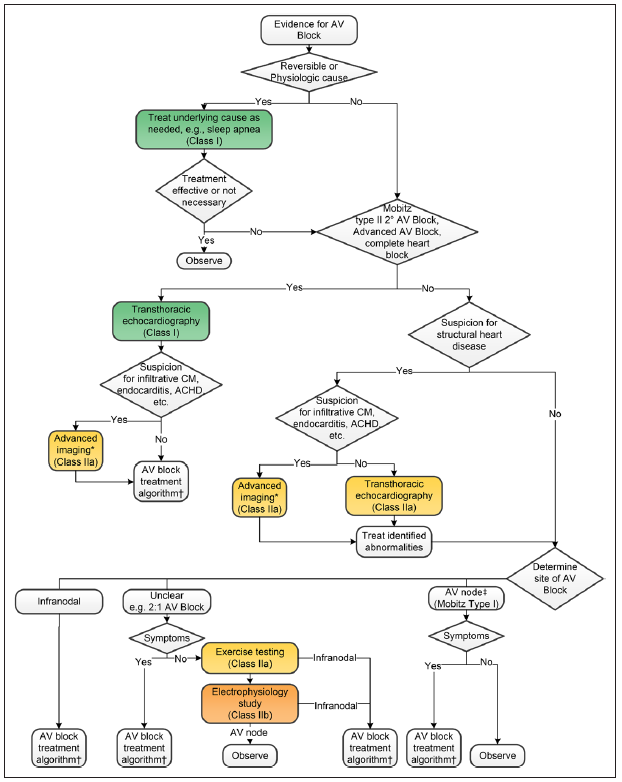 Evidence for AV
Block
Reversible or
Physiologic cause
Yes
No
Treat underlying cause as
needed, e.g., sleep apnea
(Class I)
Treatment
effective or not
necessary
Mobitz
type II 2° AV Block,
Advanced AV Block,
complete heart
block
No
Yes
Observe
Yes
No
Transthoracic
echocardiography
(Class I)
Suspicion for
structural heart
disease
Suspicion
for infiltrative CM,
endocarditis, ACHD,
etc.
Yes
No
Suspicion
for infiltrative CM,
endocarditis, ACHD,
etc.
Yes
No
Advanced
imaging*
(Class IIa)
AV block
treatment
algorithm†
Yes
No
Advanced
imaging*
(Class IIa)
Transthoracic
echocardiography
(Class IIa)
Treat identified
abnormalities
Determine
site of AV
Block
Infranodal
Unclear
e.g. 2:1 AV Block
AV node‡
(Mobitz Type I)
Symptoms
Symptoms
Yes
No
Exercise testing
(Class IIa)
Infranodal
Yes
No
Electrophysiology
study
(Class IIb)
Infranodal
AV node
AV block
treatment
algorithm†
AV block
treatment
algorithm†
Observe
AV block
treatment
algorithm†
AV block
treatment
algorithm†
Observe